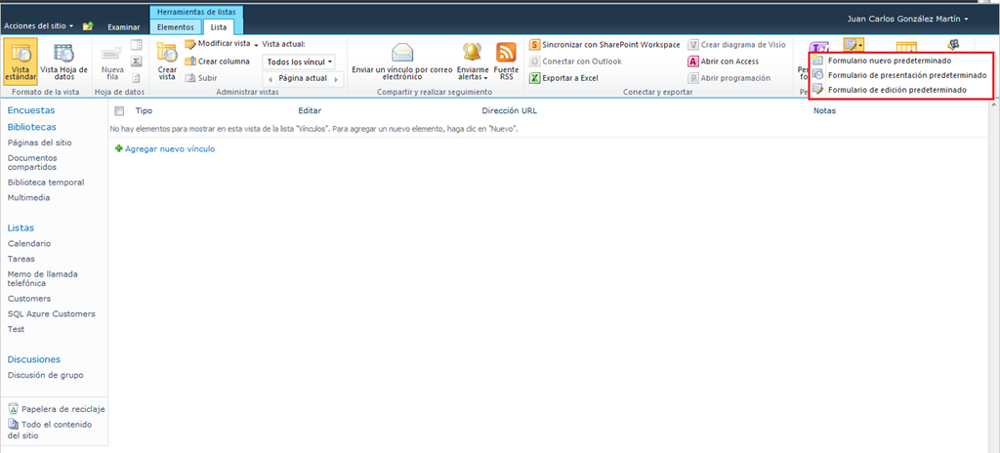 Herramientas de listas
Juan Carlos González Martín
Acciones del sitio
Examinar
Elementos
Lista
Vista estándar
Vista Hoja de datos
Nueva fila
Crear vista
Modificar vista
Crear columna
Subir
Vista actual:
Todos los víncul
Página actual
Enviar un vínculo por correo electrónico
Enviarme alertas
Fuente RSS
Sincronizar con SharePoint Workspace
Conectar con Outlook
Exportar a Excel
Crear diagrama de Visio
Abrir con Access
Abrir programación
Formulario nuevo predeterminado
Formulario de presentación predeterminado
Formulario de edición predeterminado
Formato de la vista
Hoja de datos
Administrar vistas
Compartir y realizar seguimiento
Conectar y exportar
Encuestas
Bibliotecas
Páginas del sitio
Documentos
compartidos
Biblioteca temporal
Multimedia
Listas
Calendario
Tareas
Memo de llamada
telefónica
Customers
SQL Azure Customers
Test
Discusiones
Discusión de grupo
Papelera de reciclaje
Todo el contenido
del sitio
Tipo
Editar
Dirección URL
Notas
No hay elementos para mostrar en esta vista de la lista "Vínculos". Para agregar un nuevo elemento, haga clic en "Nuevo".
Agregar nuevo vínculo